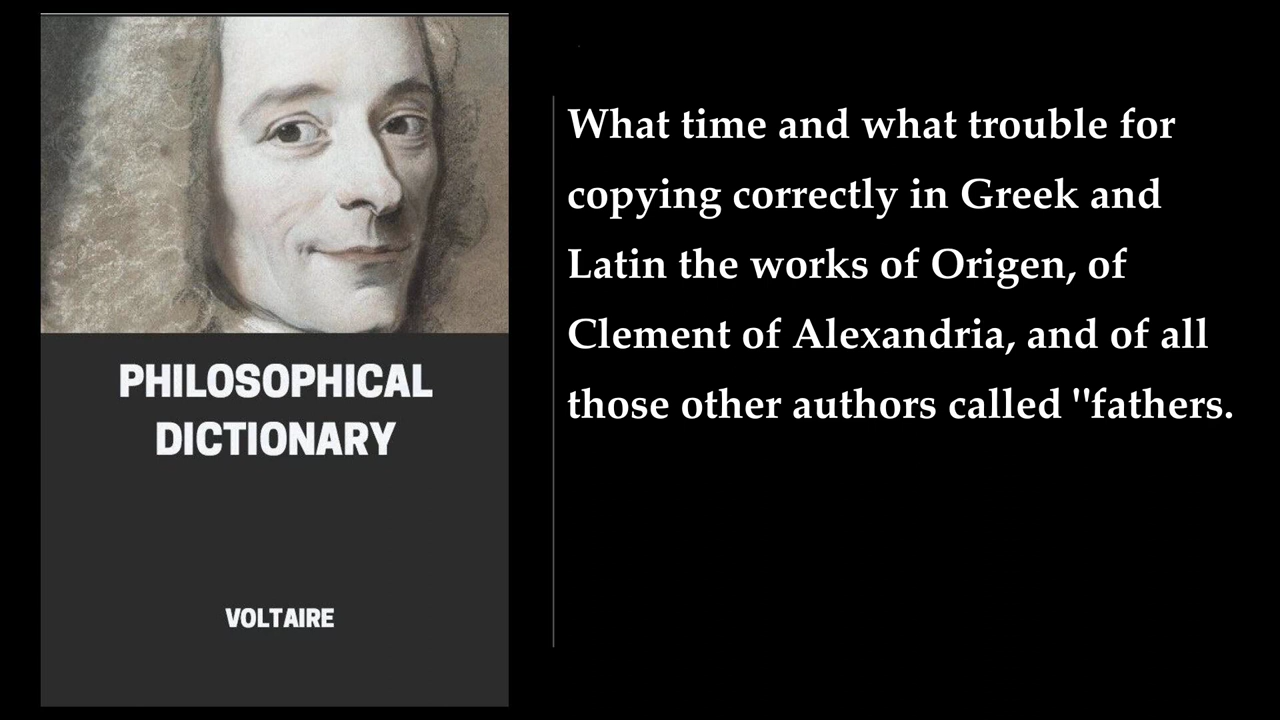 PHILOSOPHICAL
DICTIONARY
VOLTAIRE
What time and what trouble for
copying correctly in Greek and
Latin the works of Origen, of
Clement of Alexandria, and of all
those other authors called "fathers.